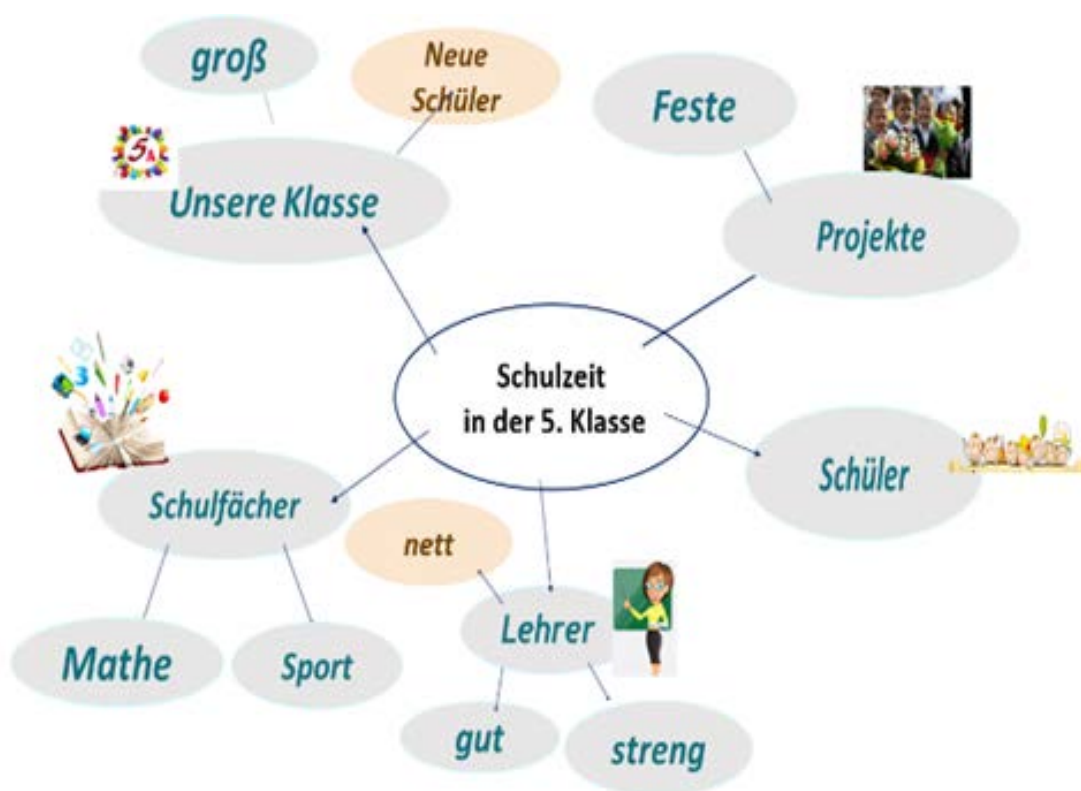 groß
Neue
Schüler
Feste
5A
Unsere Klasse
Projekte
Schulzeit
in der 5. Klasse
Schüler
Schulfächer
nett
Lehrer
Mathe
Sport
gut
streng